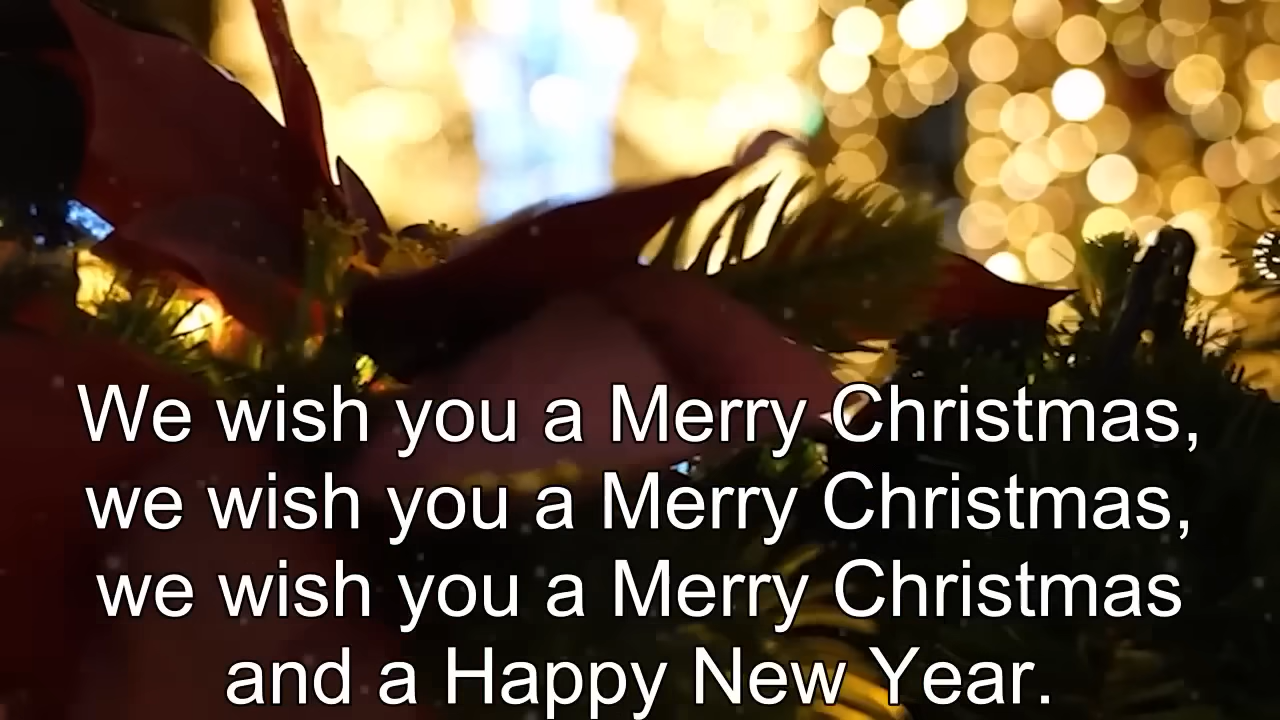 We wish you a Merry Christmas,
we wish you a Merry Christmas,
we wish you a Merry Christmas
and a Happy New Year.